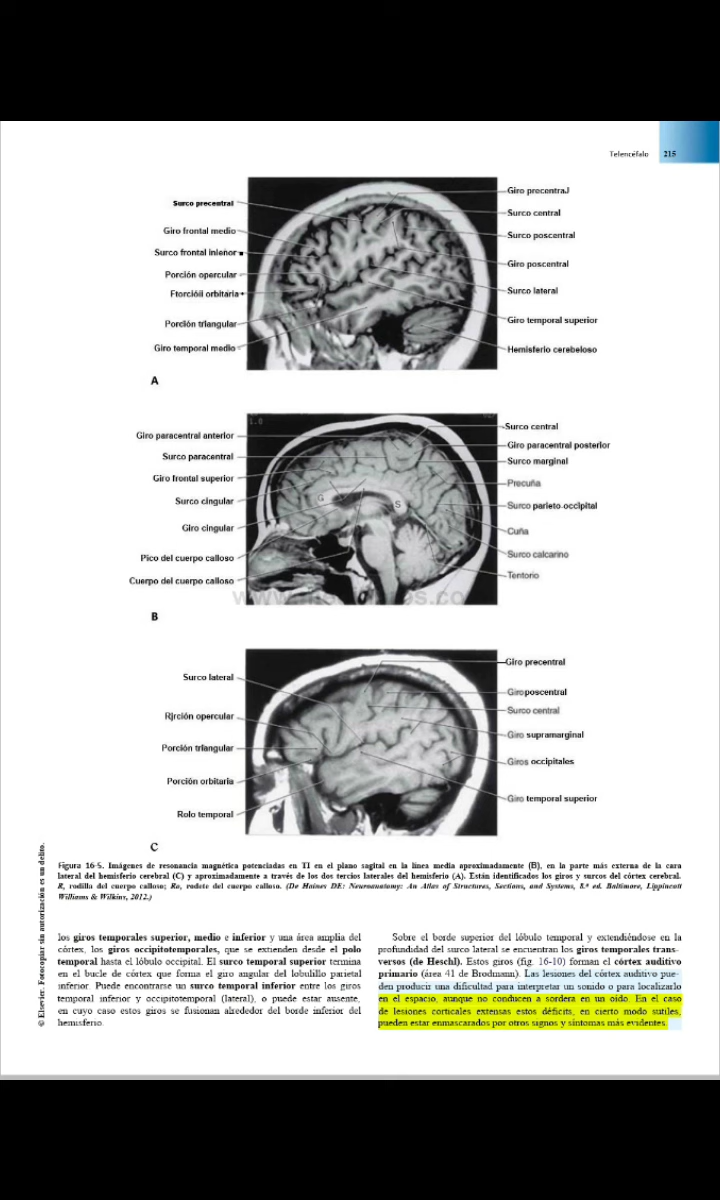 Telencéfalo 215
Surco precentral
Giro frontal medio
Surco frontal inlenor
Porción opercular
Ftorcióii orbitaria
Porción triangular
Giro temporal medio
Giro precentraJ
Surco central
Surco poscentral
Giro poscentral
Surco lateral
Giro temporal superior
Hemisferio cerebeloso
A
1.0
Giro paracentral anterior
Surco paracentral
Giro frontal superior
Surco cingular
Giro cingular
Pico del cuerpo calloso
Cuerpo del cuerpo calloso
G
S
Surco central
Giro paracentral posterior
Surco marginal
Precuña
Surco parieto-occipital
Cuña
Surco calcarino
Tentorio
B
Surco lateral
Rjrción opercular
Porción triangular
Porción orbitaria
Rolo temporal
Giro precentral
Giro poscentral
Surco central
Giro supramarginal
Giros occipitales
Giro temporal superior
C
Figura 16-5. Imágenes de resonancia magnética potenciadas en TI en el plano sagital en la línea media aproximadamente (B), en la parte más externa de la cara
lateral del hemisferio cerebral (C) y aproximadamente a través de los dos tercios laterales del hemisferio (A). Están identificados los giros y surcos del córtex cerebral.
R, rodilla del cuerpo calloso; Ro, rodete del cuerpo calloso. (De Haines DE: Neuroanatomy: An Atlas of Structures, Sections, and Systems, 8.ª ed. Baltimore, Lippincott
Williams & Wilkins, 2012.)
© Elsevier. Fotocopiar sin autorización es un delito.
los giros temporales superior, medio e inferior y una área amplia del
córtex, los giros occipitotemporales, que se extienden desde el polo
temporal hasta el lóbulo occipital. El surco temporal superior termina
en el bucle de córtex que forma el giro angular del lobulillo parietal
inferior. Puede encontrarse un surco temporal inferior entre los giros
temporal inferior y occipitotemporal (lateral), o puede estar ausente,
en cuyo caso estos giros se fusionan alrededor del borde inferior del
hemisferio.
Sobre el borde superior del lóbulo temporal y extendiéndose en la
profundidad del surco lateral se encuentran los giros temporales trans-
versos (de Heschl). Estos giros (fig. 16-10) forman el córtex auditivo
primario (área 41 de Brodmann). Las lesiones del córtex auditivo pue-
den producir una dificultad para interpretar un sonido o para localizarlo
en el espacio, aunque no conducen a sordera en un oído. En el caso
de lesiones corticales extensas estos déficits, en cierto modo sutiles,
pueden estar enmascarados por otros signos y síntomas más evidentes.